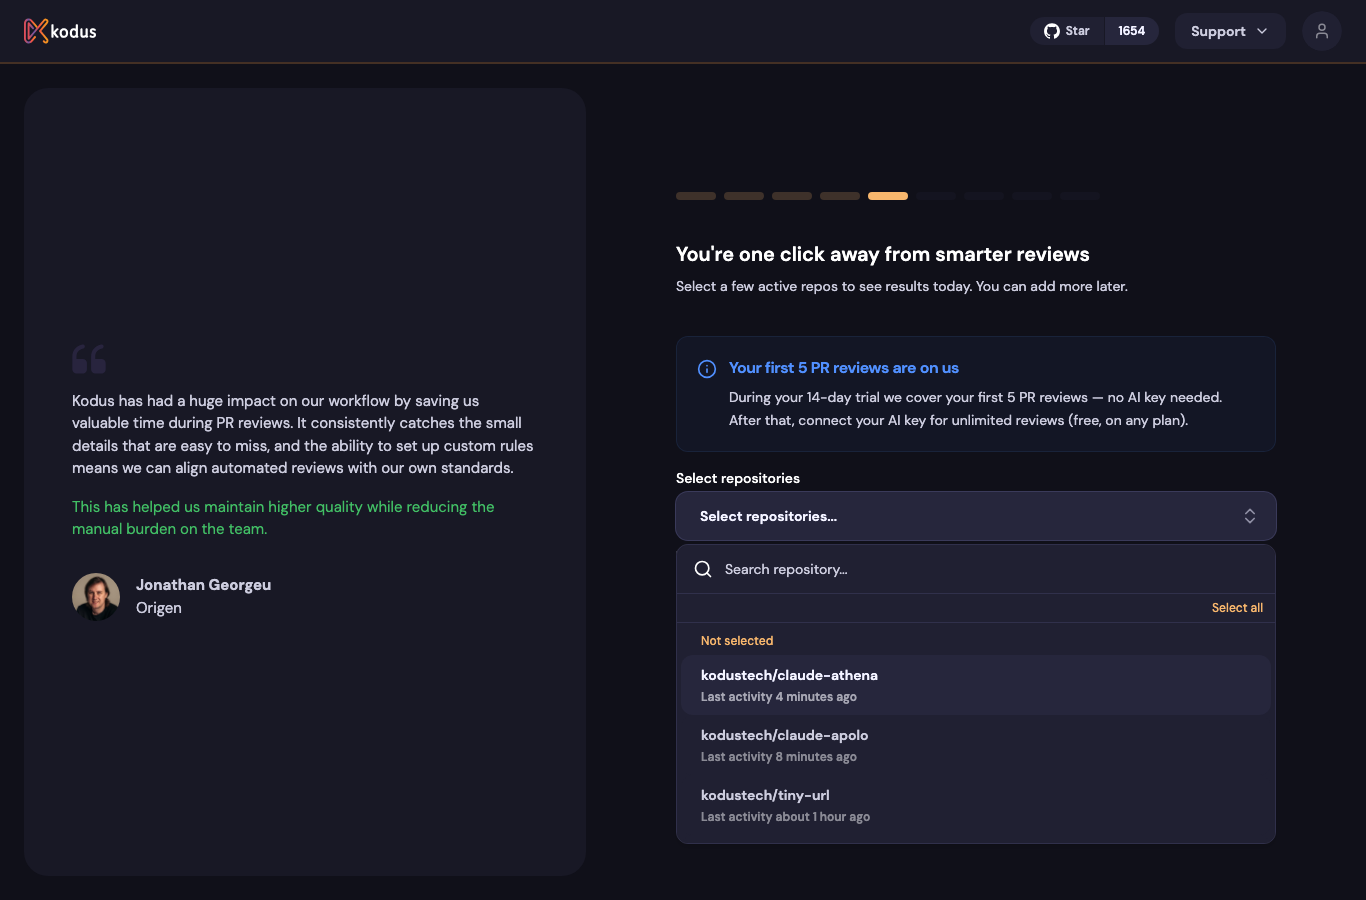 kodus
Star 1654
Support
Kodus has had a huge impact on our workflow by saving us
valuable time during PR reviews. It consistently catches the small
details that are easy to miss, and the ability to set up custom rules
means we can align automated reviews with our own standards.
This has helped us maintain higher quality while reducing the
manual burden on the team.
Jonathan Georgeu
Origen
You're one click away from smarter reviews
Select a few active repos to see results today. You can add more later.
Your first 5 PR reviews are on us
During your 14-day trial we cover your first 5 PR reviews — no AI key needed.
After that, connect your AI key for unlimited reviews (free, on any plan).
Select repositories
Select repositories...
Search repository...
Select all
Not selected
kodustech/claude-athena
Last activity 4 minutes ago
kodustech/claude-apolo
Last activity 8 minutes ago
kodustech/tiny-url
Last activity about 1 hour ago